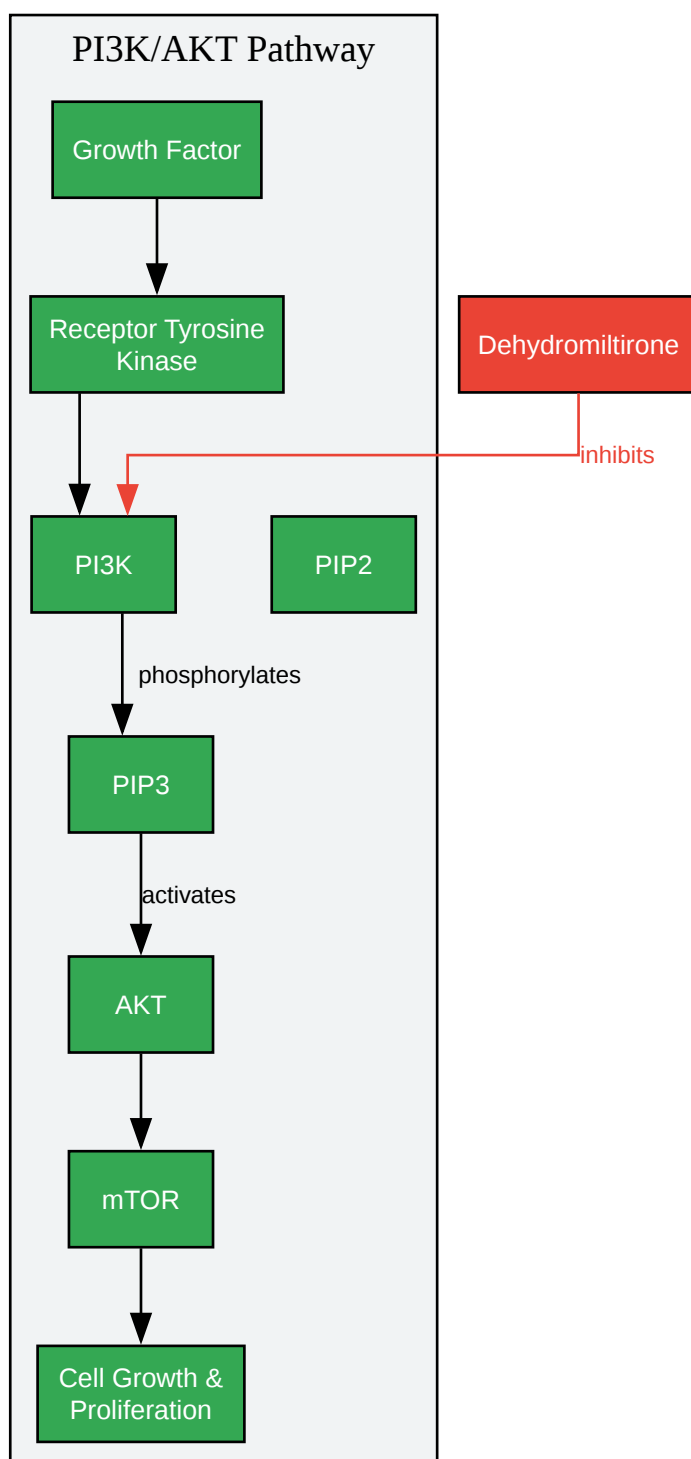 PI3K/AKT Pathway
Growth Factor
Receptor Tyrosine
Kinase
Dehydromiltirone
inhibits
PI3K
PIP2
phosphorylates
PIP3
activates
AKT
mTOR
Cell Growth &
Proliferation